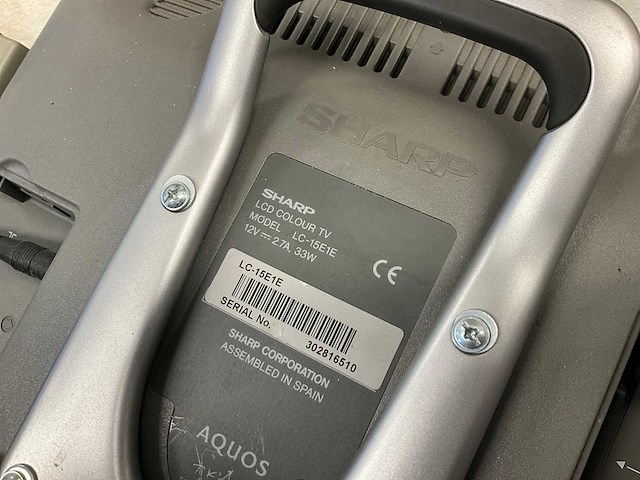 SHARP
SHARP
LCD COLOUR TV
MODEL LC-15E1E
12V⎓2.7A, 33W
CE
LC-15E1E
SERIAL No. 302816510
SHARP CORPORATION
ASSEMBLED IN SPAIN
AQUOS